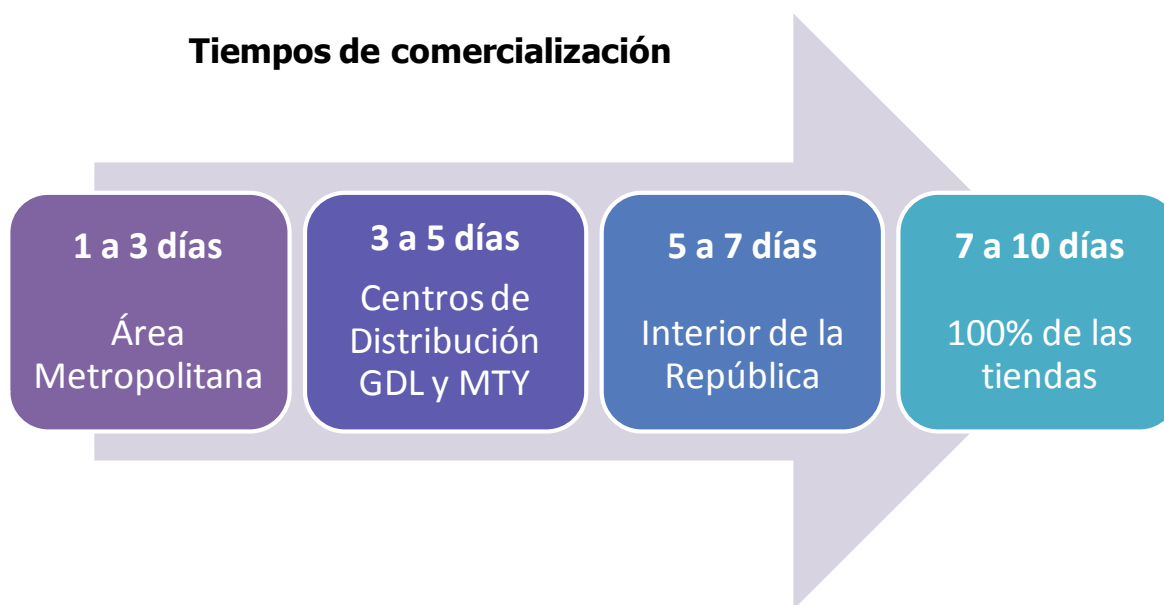 Tiempos de comercialización
1 a 3 días
Área
Metropolitana
3 a 5 días
Centros de
Distribución
GDL y MTY
5 a 7 días
Interior de la
República
7 a 10 días
100% de las
tiendas